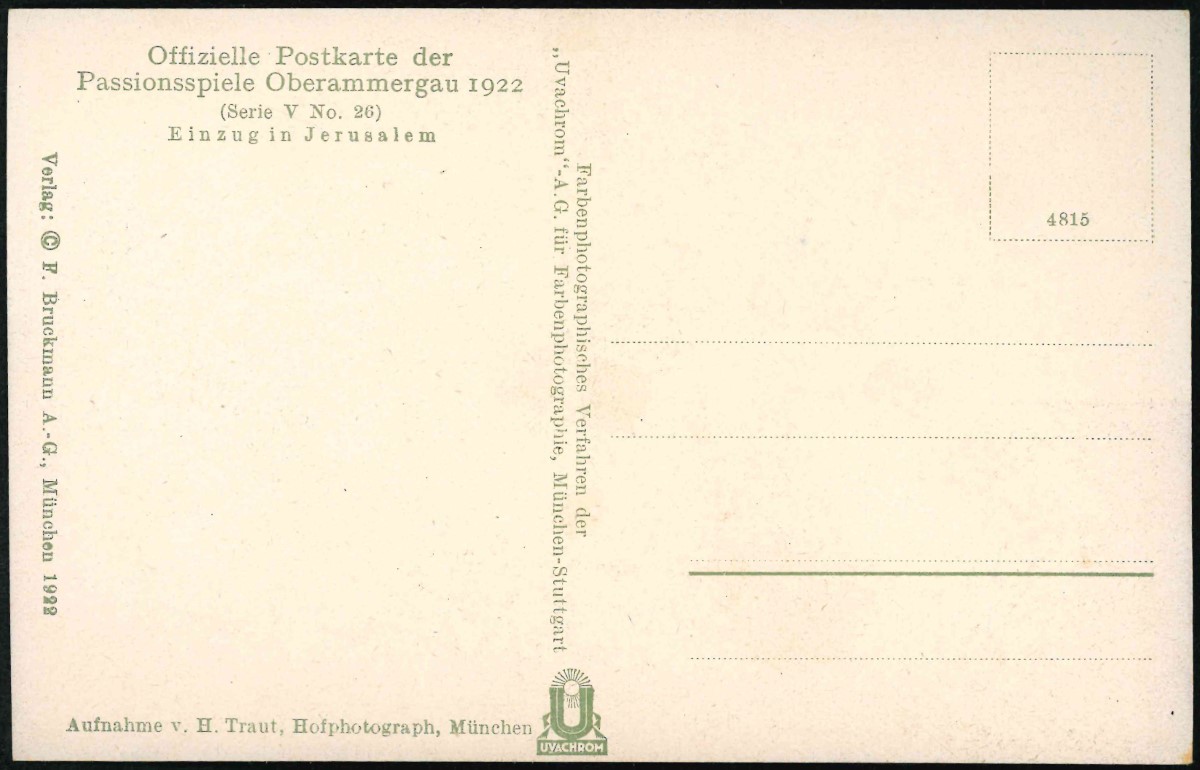 Offizielle Postkarte der
Passionsspiele Oberammergau 1922
(Serie V No. 26)
Einzug in Jerusalem
Verlag: © F. Bruckmann A.-G., München 1922
Farbenphotographisches Verfahren der
„Uvachrom“-A.G. für Farbenphotographie, München-Stuttgart
4815
Aufnahme v. H. Traut, Hofphotograph, München
U
UVACHROM